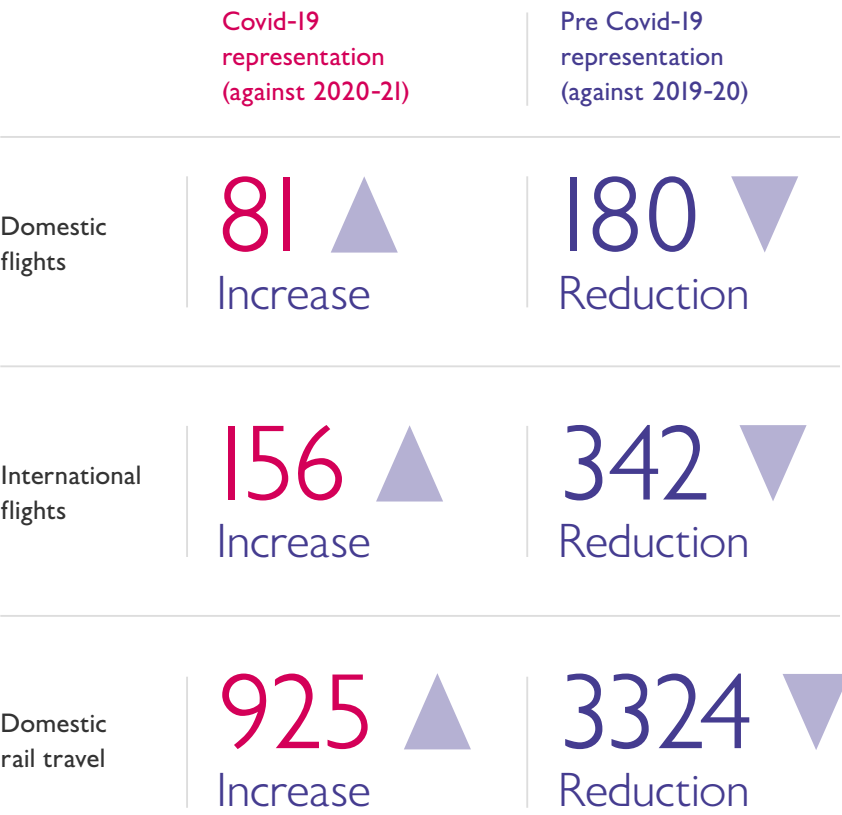 Covid-19
representation
(against 2020-21)
Pre Covid-19
representation
(against 2019-20)
Domestic
flights
81
Increase
180
Reduction
International
flights
156
Increase
342
Reduction
Domestic
rail travel
925
Increase
3324
Reduction